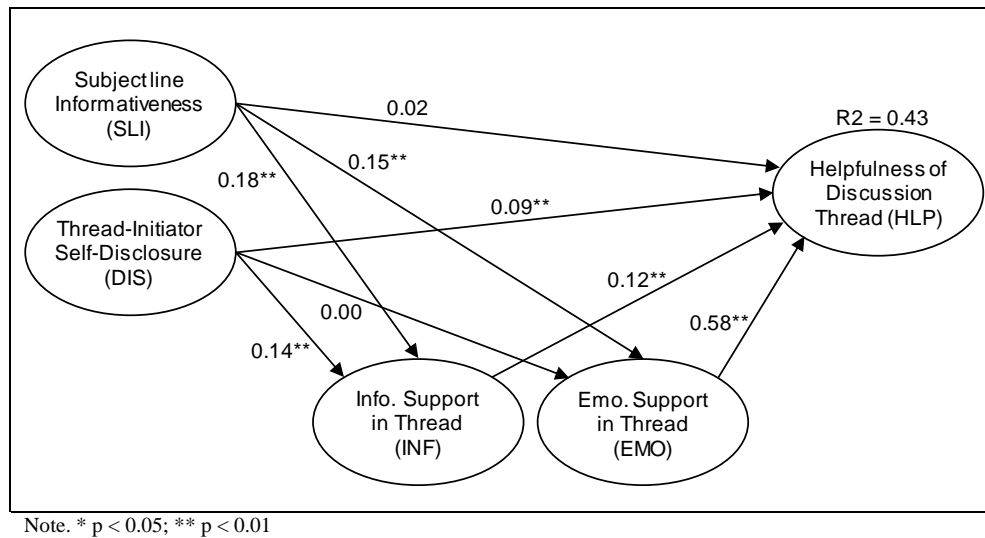 Subject line
Informativeness
(SLI)
0.02
R2 = 0.43
Helpfulness of
Discussion
Thread (HLP)
0.15**
0.18**
0.09**
Thread-Initiator
Self-Disclosure
(DIS)
0.12**
0.00
0.58**
0.14**
Info. Support
in Thread
(INF)
Emo. Support
in Thread
(EMO)
Note. * p < 0.05; ** p < 0.01